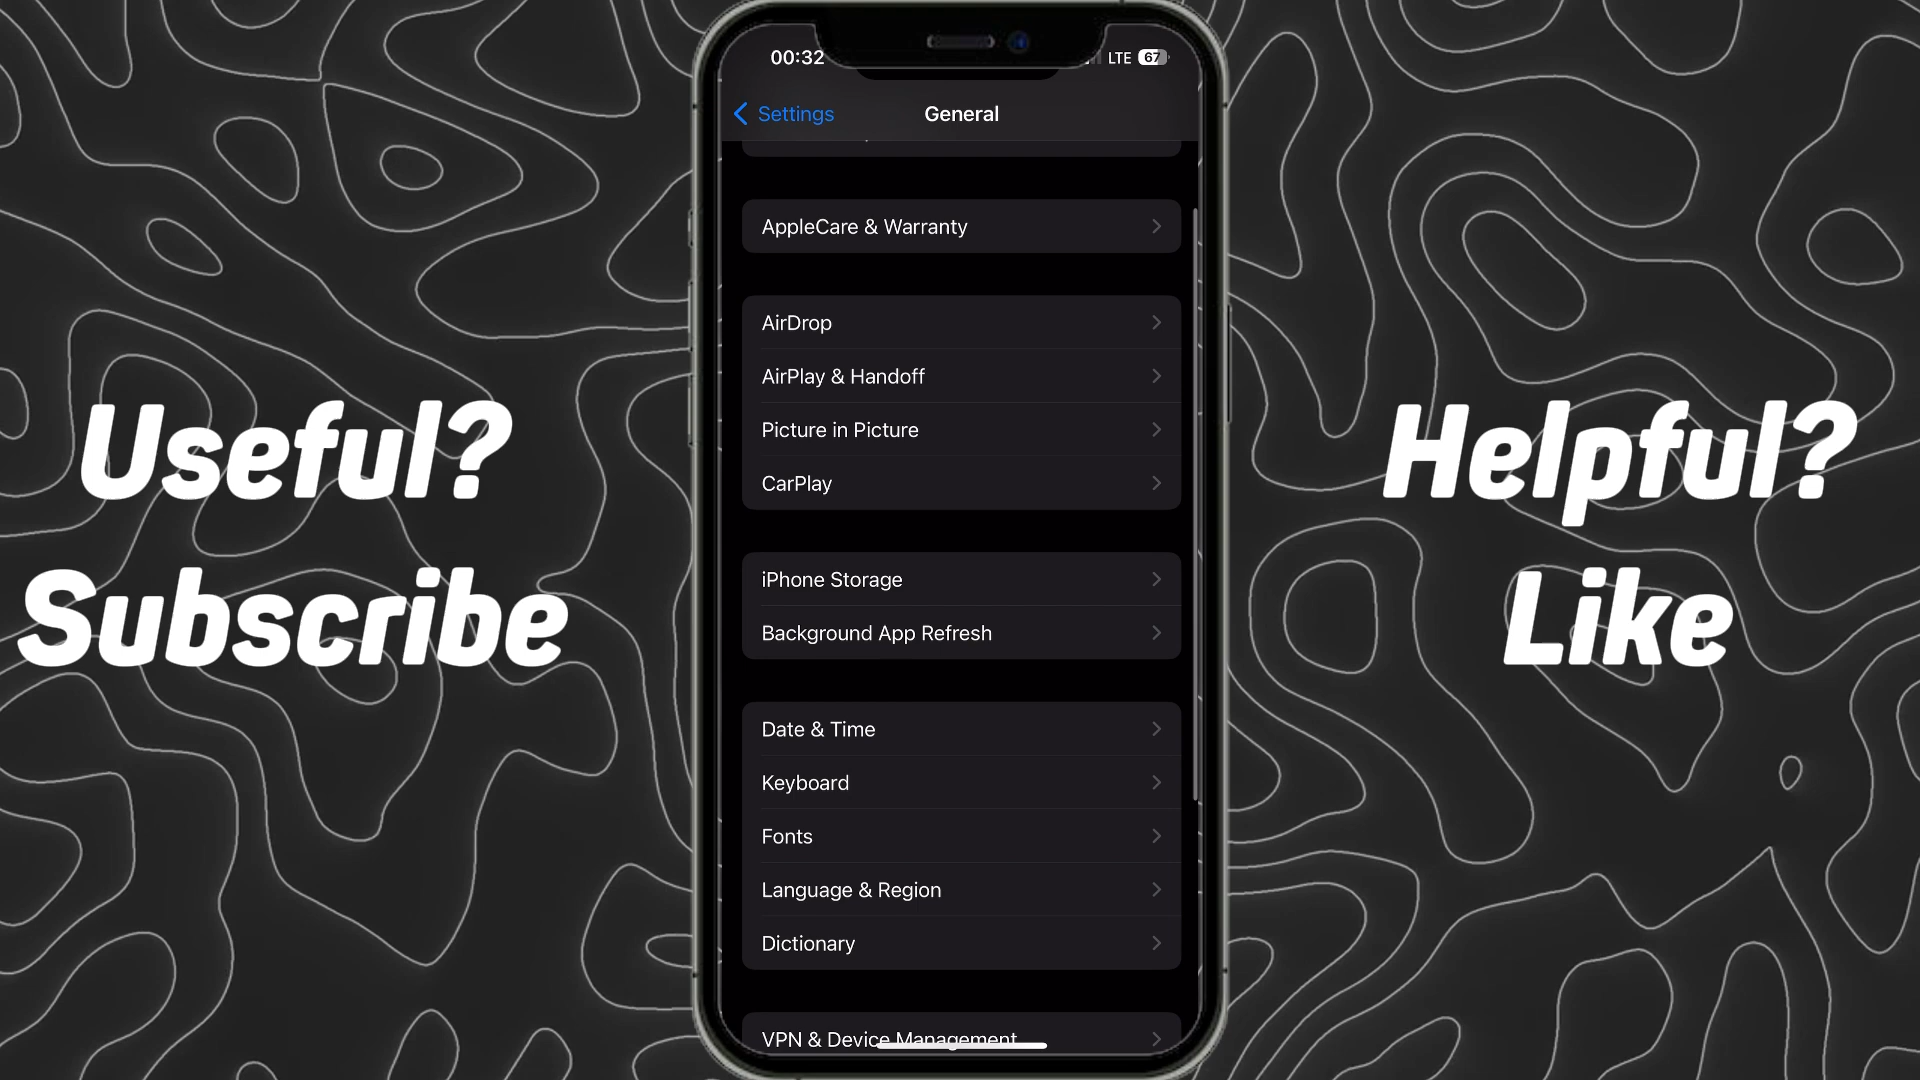 00:32
LTE 67
Settings
General
AppleCare & Warranty
AirDrop
AirPlay & Handoff
Picture in Picture
CarPlay
iPhone Storage
Background App Refresh
Date & Time
Keyboard
Fonts
Language & Region
Dictionary
VPN & Device Management
Useful?
Subscribe
Helpful?
Like